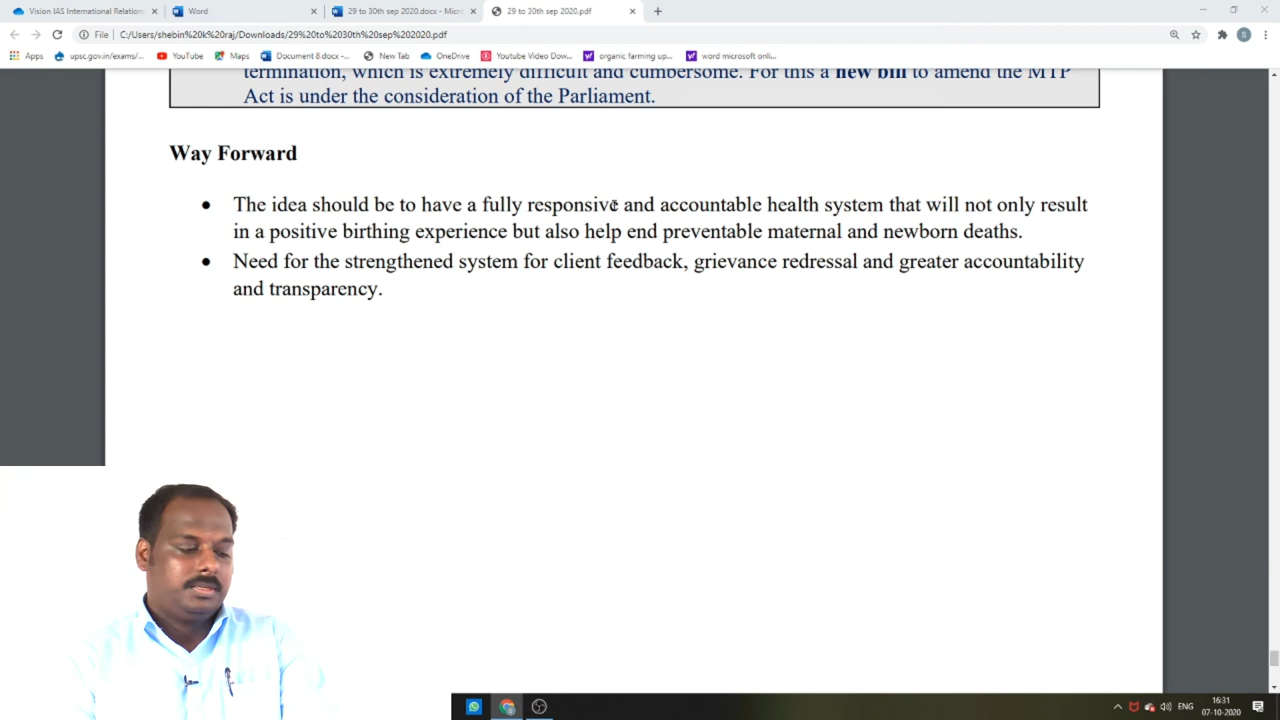 Vision IAS International Relations
Word
29 to 30th sep 2020.docx - Micro
29 to 30th sep 2020.pdf
File
C:/Users/shebin%20k%20raj/Downloads/29%20to%2030th%20sep%202020.pdf
S
Apps
upsc.gov.in/exams/...
YouTube
Maps
Document 8.docx -...
New Tab
OneDrive
Youtube Video Dow...
organic farming up...
word microsoft onli...
termination, which is extremely difficult and cumbersome. For this a new bill to amend the MTP
Act is under the consideration of the Parliament.
Way Forward
• The idea should be to have a fully responsive and accountable health system that will not only result
in a positive birthing experience but also help end preventable maternal and newborn deaths.
• Need for the strengthened system for client feedback, grievance redressal and greater accountability
and transparency.
ENG
16:31
07-10-2020